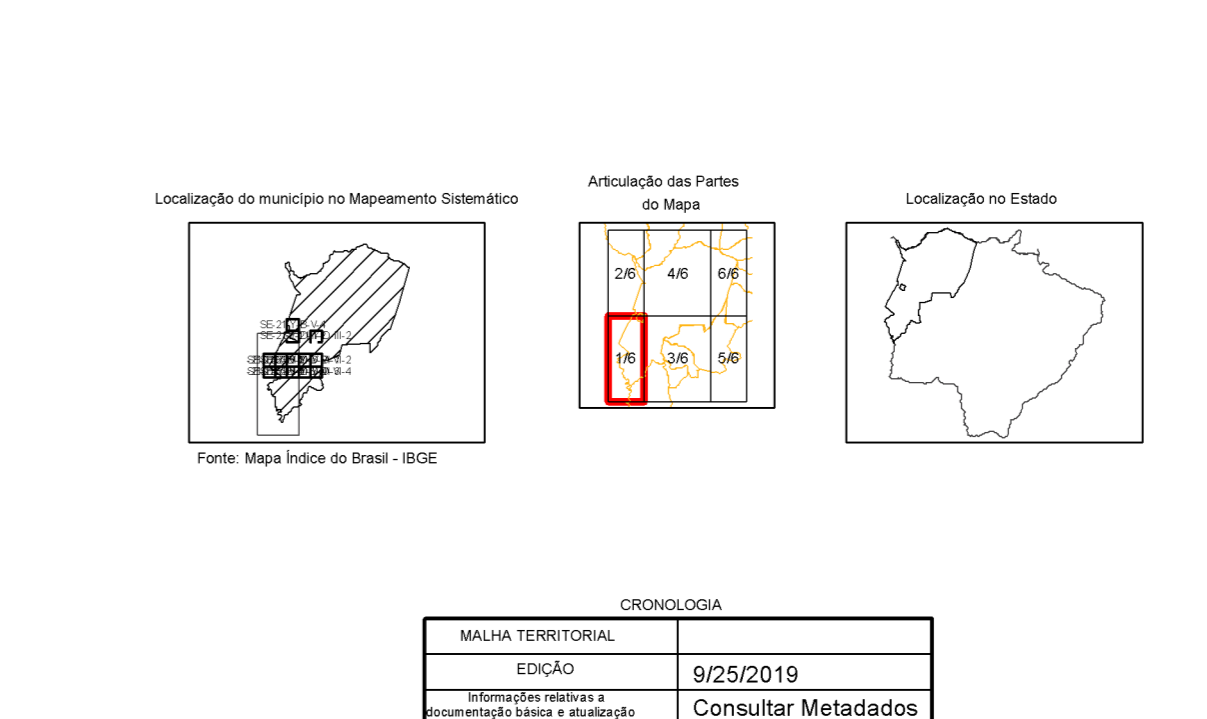 Localização do município no Mapeamento Sistemático
Fonte: Mapa Índice do Brasil - IBGE
Articulação das Partes
do Mapa
2/6 4/6 6/6
1/6 3/6 5/6
Localização no Estado
CRONOLOGIA
MALHA TERRITORIAL
EDIÇÃO 9/25/2019
Informações relativas a
documentação básica e atualização
Consultar Metadados